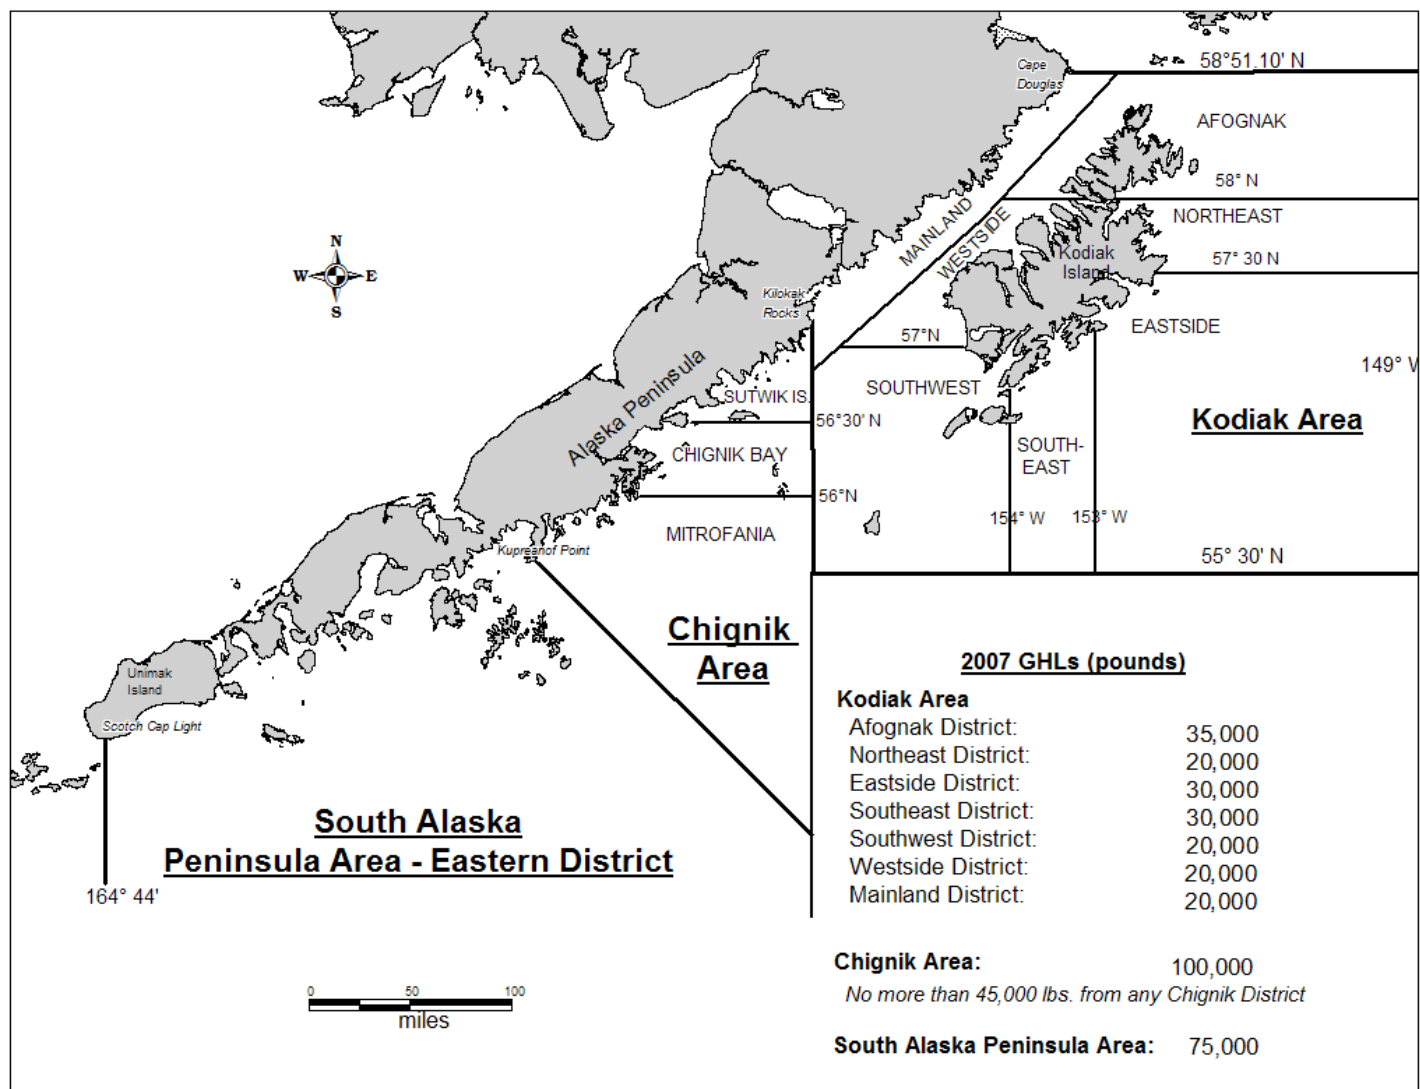 Cape
Douglas
58°51.10' N
AFOGNAK
58° N
MAINLAND
WESTSIDE
NORTHEAST
N
W E
S
Kodiak
Island
57° 30 N
Kilokak
Rocks
EASTSIDE
57°N
149° W
Alaska Peninsula
SUTWIK IS.
SOUTHWEST
56°30' N
Kodiak Area
CHIGNIK BAY
SOUTH-
EAST
56°N
154° W
153° W
MITROFANIA
Kupreanof Point
55° 30' N
Chignik
Area
Unimak
Island
Scotch Cap Light
2007 GHLs (pounds)
Kodiak Area
Afognak District: 35,000
Northeast District: 20,000
Eastside District: 30,000
Southeast District: 30,000
Southwest District: 20,000
Westside District: 20,000
Mainland District: 20,000
South Alaska
Peninsula Area - Eastern District
164° 44'
Chignik Area: 100,000
No more than 45,000 lbs. from any Chignik District
0 50 100
miles
South Alaska Peninsula Area: 75,000